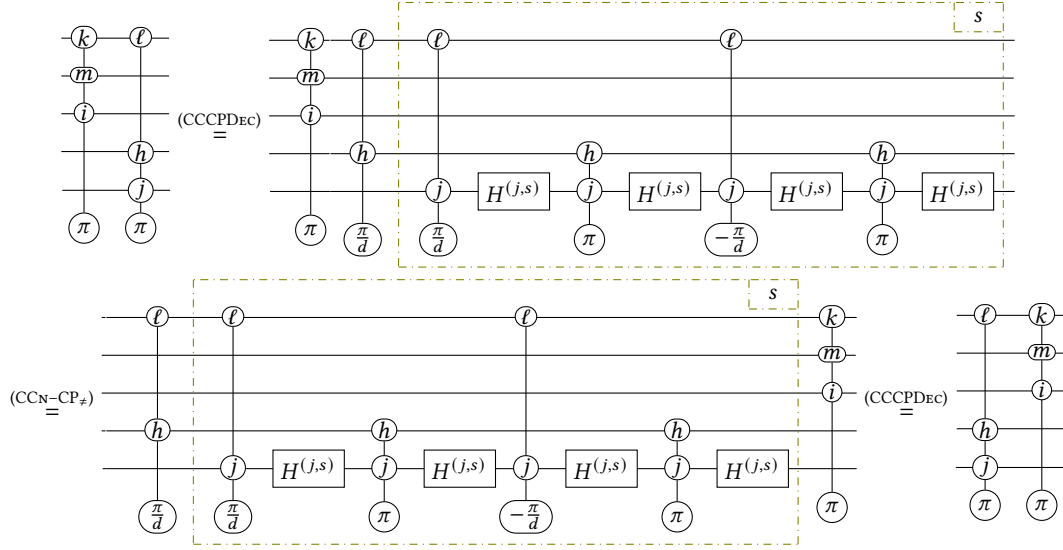 s
k ℓ k ℓ ℓ ℓ
m m
i (CCCPDEC) = i
h h h h
j j H^{(j,s)} j H^{(j,s)} j H^{(j,s)} j H^{(j,s)}
π π π π/d π/d π −π/d π
s
ℓ ℓ ℓ k ℓ k
m m
(CCN−CP≠) = i (CCCPDEC) = i
h h h h
j H^{(j,s)} j H^{(j,s)} j H^{(j,s)} j H^{(j,s)} j
π/d π/d π −π/d π π π π